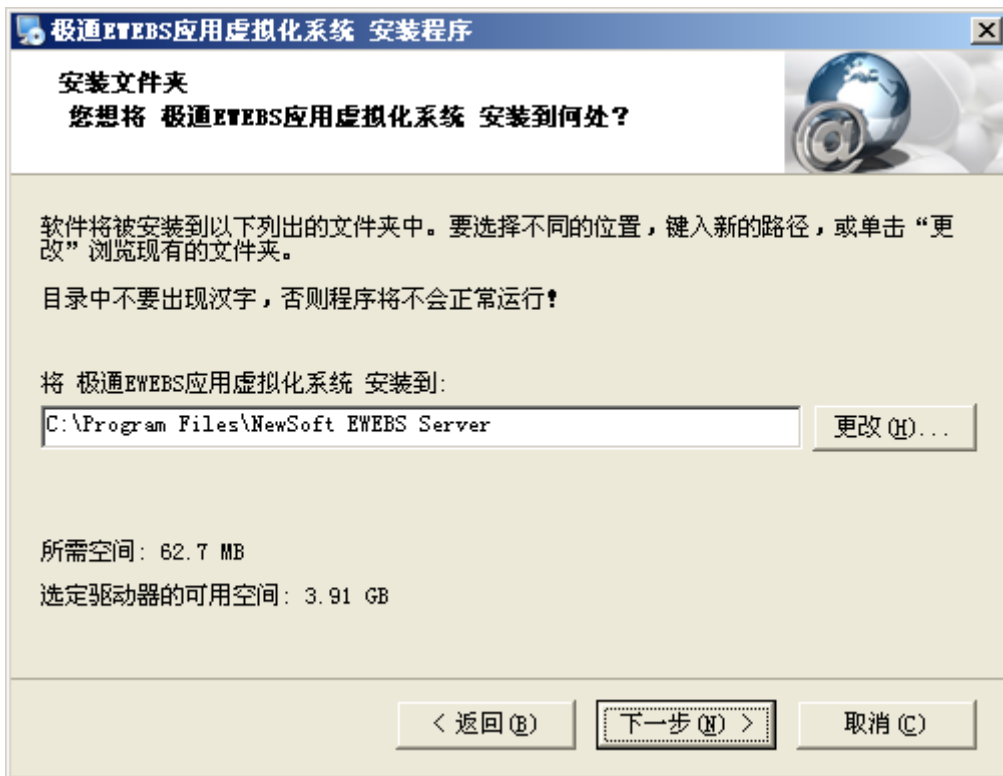 极通EWEBS应用虚拟化系统 安装程序
安装文件夹
您想将 极通EWEBS应用虚拟化系统 安装到何处？
软件将被安装到以下列出的文件夹中。要选择不同的位置，键入新的路径，或单击“更
改”浏览现有的文件夹。
目录中不要出现汉字，否则程序将不会正常运行！
将 极通EWEBS应用虚拟化系统 安装到:
C:\Program Files\NewSoft EWEBS Server
更改(H)...
所需空间: 62.7 MB
选定驱动器的可用空间: 3.91 GB
< 返回(B)
下一步(N) >
取消(C)